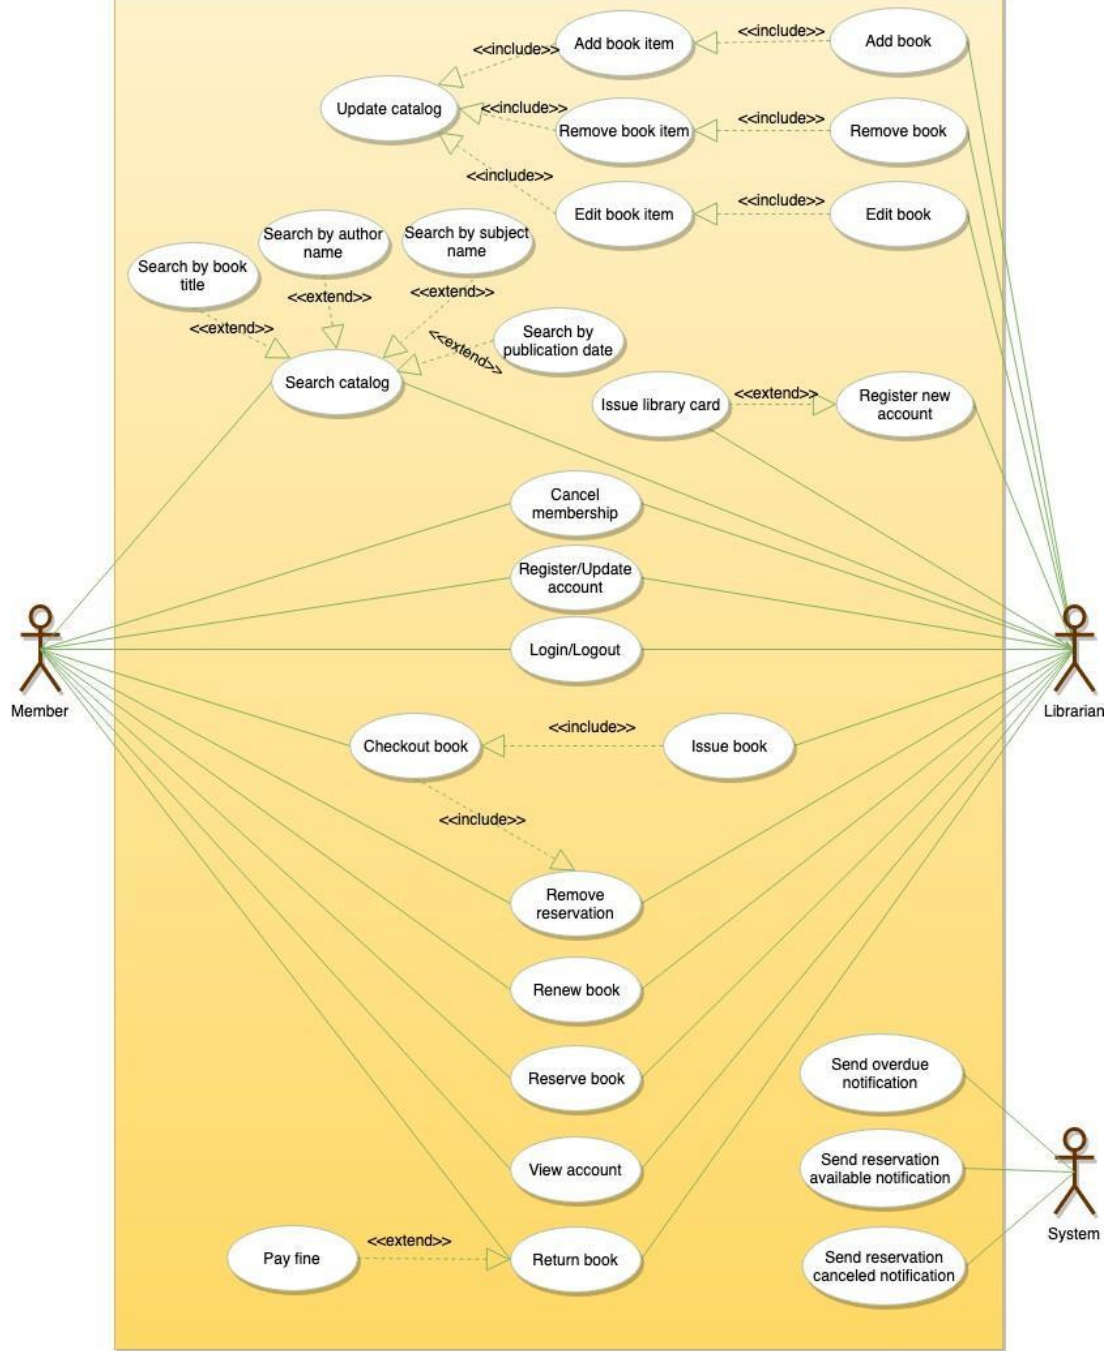 <<include>>
Add book item
<<include>>
Add book
Update catalog
<<include>>
Remove book item
<<include>>
Remove book
<<include>>
Edit book item
<<include>>
Edit book
Search by book
title
Search by author
name
Search by subject
name
<<extend>>
<<extend>>
<<extend>>
<<extend>>
Search by
publication date
Search catalog
Issue library card
<<extend>>
Register new
account
Cancel
membership
Register/Update
account
Login/Logout
Member
Librarian
Checkout book
<<include>>
Issue book
<<include>>
Remove
reservation
Renew book
Reserve book
Send overdue
notification
View account
Send reservation
available notification
System
Pay fine
<<extend>>
Return book
Send reservation
canceled notification